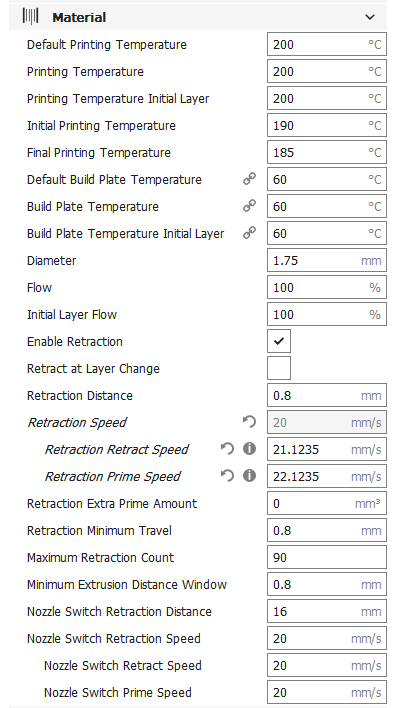 Material
Default Printing Temperature 200 °C
Printing Temperature 200 °C
Printing Temperature Initial Layer 200 °C
Initial Printing Temperature 190 °C
Final Printing Temperature 185 °C
Default Build Plate Temperature 60 °C
Build Plate Temperature 60 °C
Build Plate Temperature Initial Layer 60 °C
Diameter 1.75 mm
Flow 100 %
Initial Layer Flow 100 %
Enable Retraction
Retract at Layer Change
Retraction Distance 0.8 mm
Retraction Speed 20 mm/s
Retraction Retract Speed 21.1235 mm/s
Retraction Prime Speed 22.1235 mm/s
Retraction Extra Prime Amount 0 mm³
Retraction Minimum Travel 0.8 mm
Maximum Retraction Count 90
Minimum Extrusion Distance Window 0.8 mm
Nozzle Switch Retraction Distance 16 mm
Nozzle Switch Retraction Speed 20 mm/s
Nozzle Switch Retract Speed 20 mm/s
Nozzle Switch Prime Speed 20 mm/s